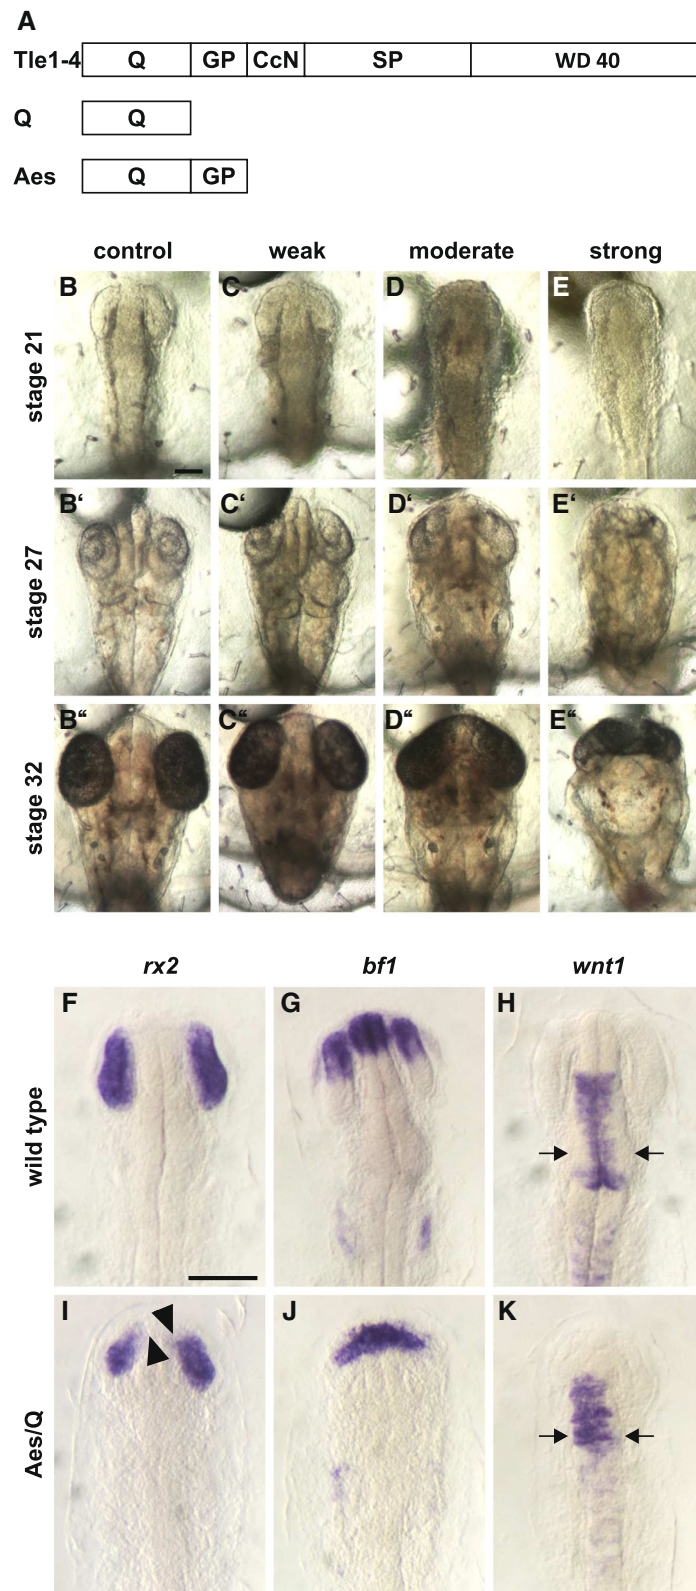 A
Tle1-4 Q GP CcN SP WD 40
Q Q
Aes Q GP
control weak moderate strong
stage 21 B C D E
stage 27 B‘ C‘ D‘ E‘
stage 32 B“ C“ D“ E“
rx2 bf1 wnt1
wild type F G H
Aes/Q I J K